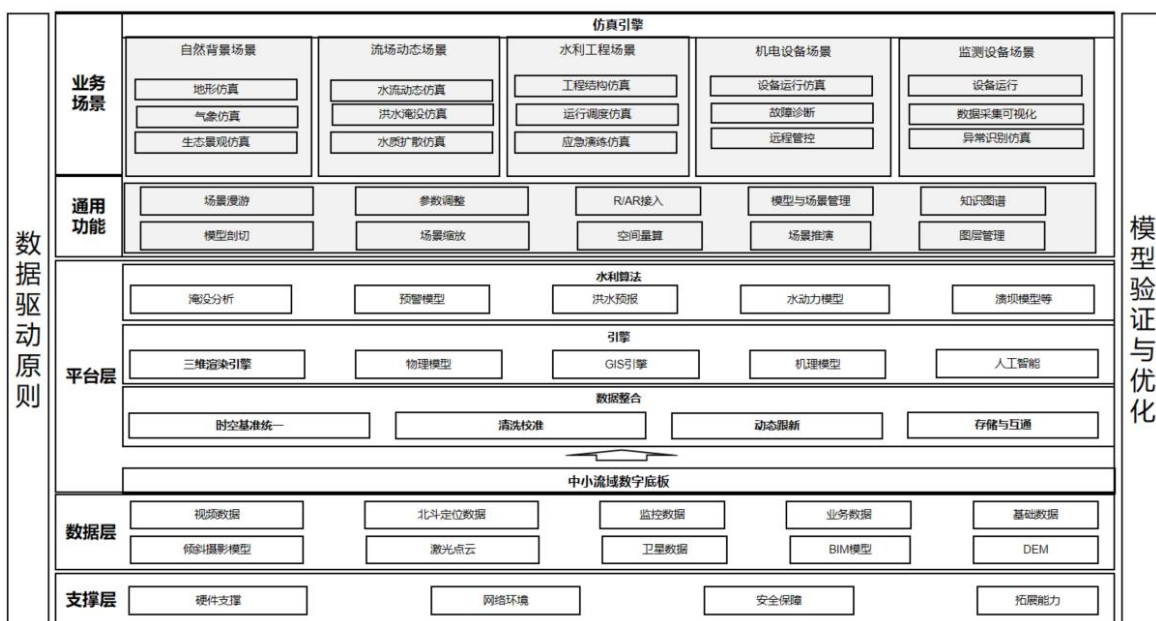 数据驱动原则
仿真引擎
业务场景
自然背景场景
地形仿真
气象仿真
生态景观仿真
流场动态场景
水流动态仿真
洪水淹没仿真
水质扩散仿真
水利工程场景
工程结构仿真
运行调度仿真
应急演练仿真
机电设备场景
设备运行仿真
故障诊断
远程管控
监测设备场景
设备运行
数据采集可视化
异常识别仿真
通用功能
场景漫游 参数调整 R/AR接入 模型与场景管理 知识图谱
模型剖切 场景缩放 空间量算 场景推演 图层管理
平台层
水利算法
淹没分析 预警模型 洪水预报 水动力模型 溃坝模型等
引擎
三维渲染引擎 物理模型 GIS引擎 机理模型 人工智能
数据整合
时空基准统一 清洗校准 动态跟新 存储与互通
中小流域数字底板
数据层
视频数据 北斗定位数据 监控数据 业务数据 基础数据
倾斜摄影模型 激光点云 卫星数据 BIM模型 DEM
支撑层
硬件支撑 网络环境 安全保障 拓展能力
模型验证与优化